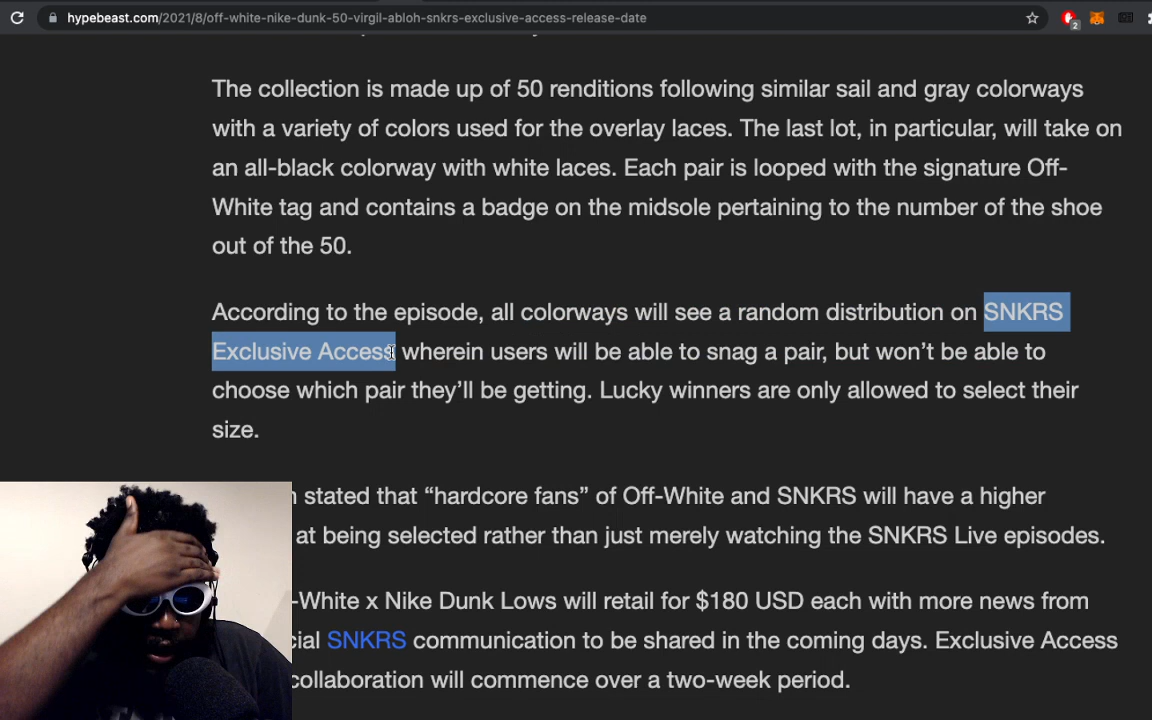 hypebeast.com/2021/8/off-white-nike-dunk-50-virgil-abloh-snkrs-exclusive-access-release-date
2
The collection is made up of 50 renditions following similar sail and gray colorways
with a variety of colors used for the overlay laces. The last lot, in particular, will take on
an all-black colorway with white laces. Each pair is looped with the signature Off-
White tag and contains a badge on the midsole pertaining to the number of the shoe
out of the 50.
According to the episode, all colorways will see a random distribution on SNKRS
Exclusive Access wherein users will be able to snag a pair, but won’t be able to
choose which pair they’ll be getting. Lucky winners are only allowed to select their
size.
stated that “hardcore fans” of Off-White and SNKRS will have a higher
at being selected rather than just merely watching the SNKRS Live episodes.
-White x Nike Dunk Lows will retail for $180 USD each with more news from
SNKRS communication to be shared in the coming days. Exclusive Access
collaboration will commence over a two-week period.